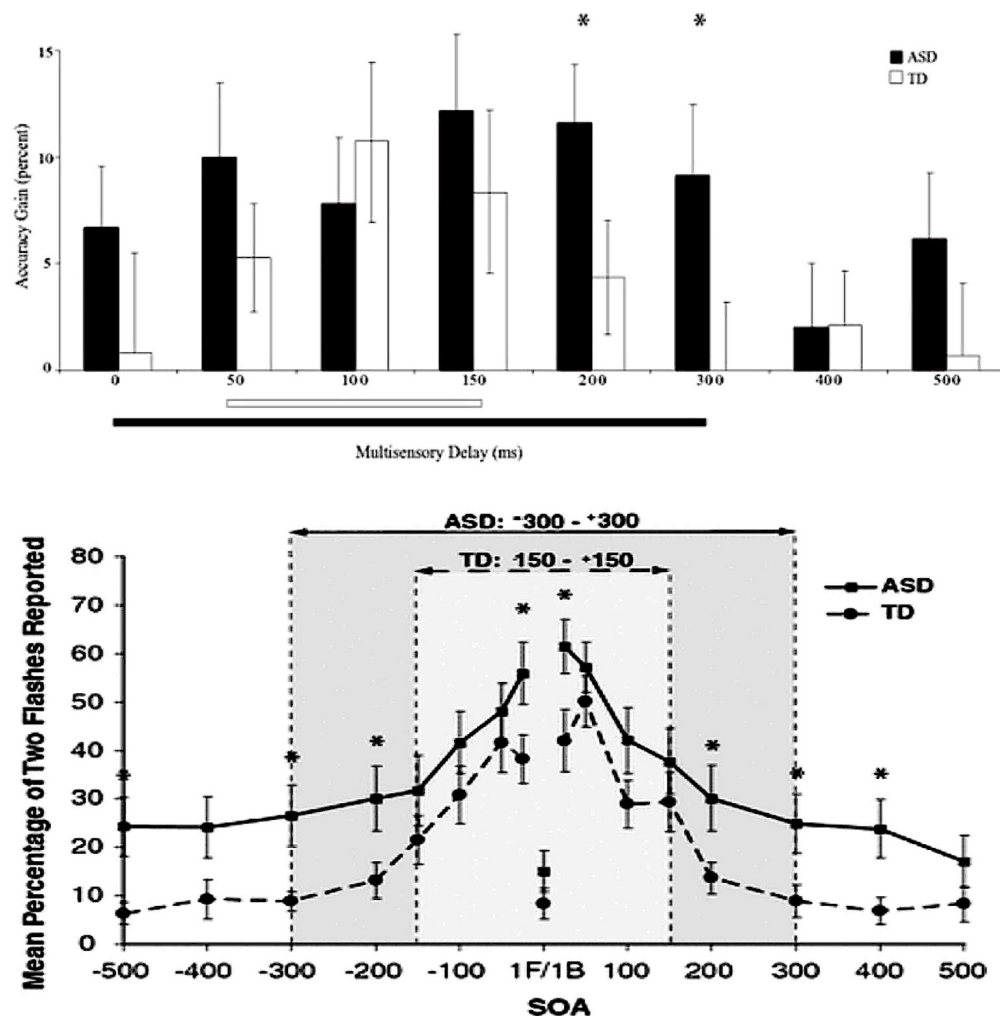 * *
15
10
5
0
Accuracy Gain (percent)
ASD
TD
0 50 100 150 200 300 400 500
Multisensory Delay (ms)
ASD: -300 - +300
TD: 150 - +150
80
70
60
50
40
30
20
10
0
Mean Percentage of Two Flashes Reported
* * * * * * * *
ASD
TD
-500 -400 -300 -200 -100 1F/1B 100 200 300 400 500
SOA